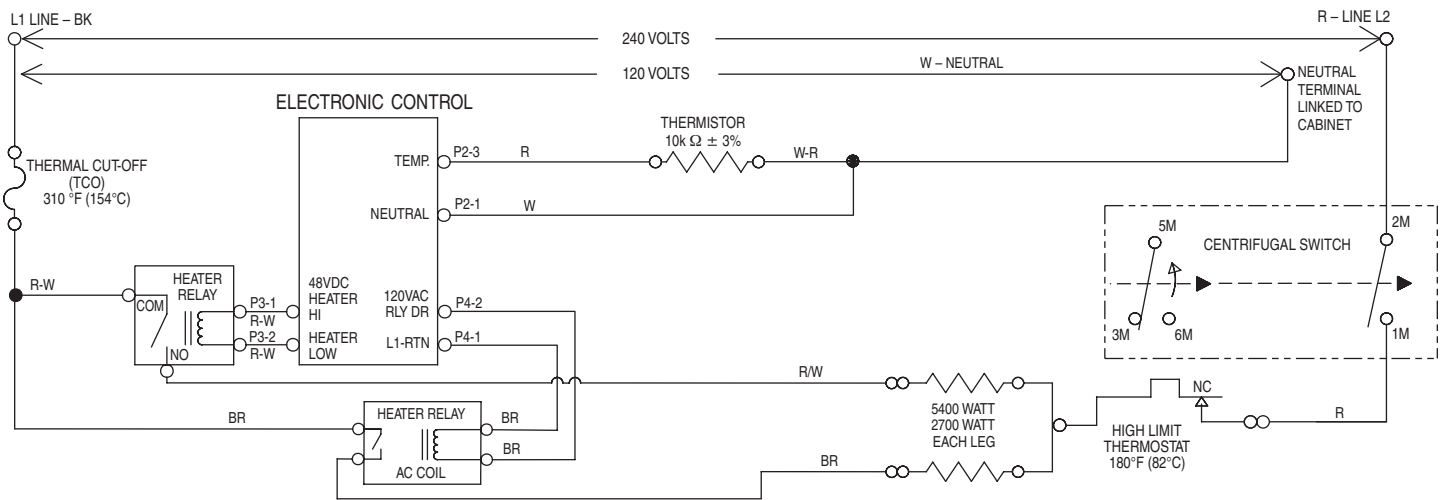 L1 LINE – BK
R – LINE L2
240 VOLTS
120 VOLTS
W – NEUTRAL
NEUTRAL
TERMINAL
LINKED TO
CABINET
ELECTRONIC CONTROL
THERMISTOR
10k Ω ± 3%
TEMP.
P2-3
R
W-R
THERMAL CUT-OFF
(TCO)
310 °F (154°C)
NEUTRAL
P2-1
W
5M
CENTRIFUGAL SWITCH
2M
3M
6M
1M
R-W
HEATER
RELAY
COM
NO
P3-1
R-W
P3-2
R-W
48VDC
HEATER
HI
HEATER
LOW
120VAC
RLY DR
P4-2
L1-RTN
P4-1
R/W
NC
R
5400 WATT
2700 WATT
EACH LEG
HIGH LIMIT
THERMOSTAT
180°F (82°C)
BR
HEATER RELAY
AC COIL
BR
BR
BR